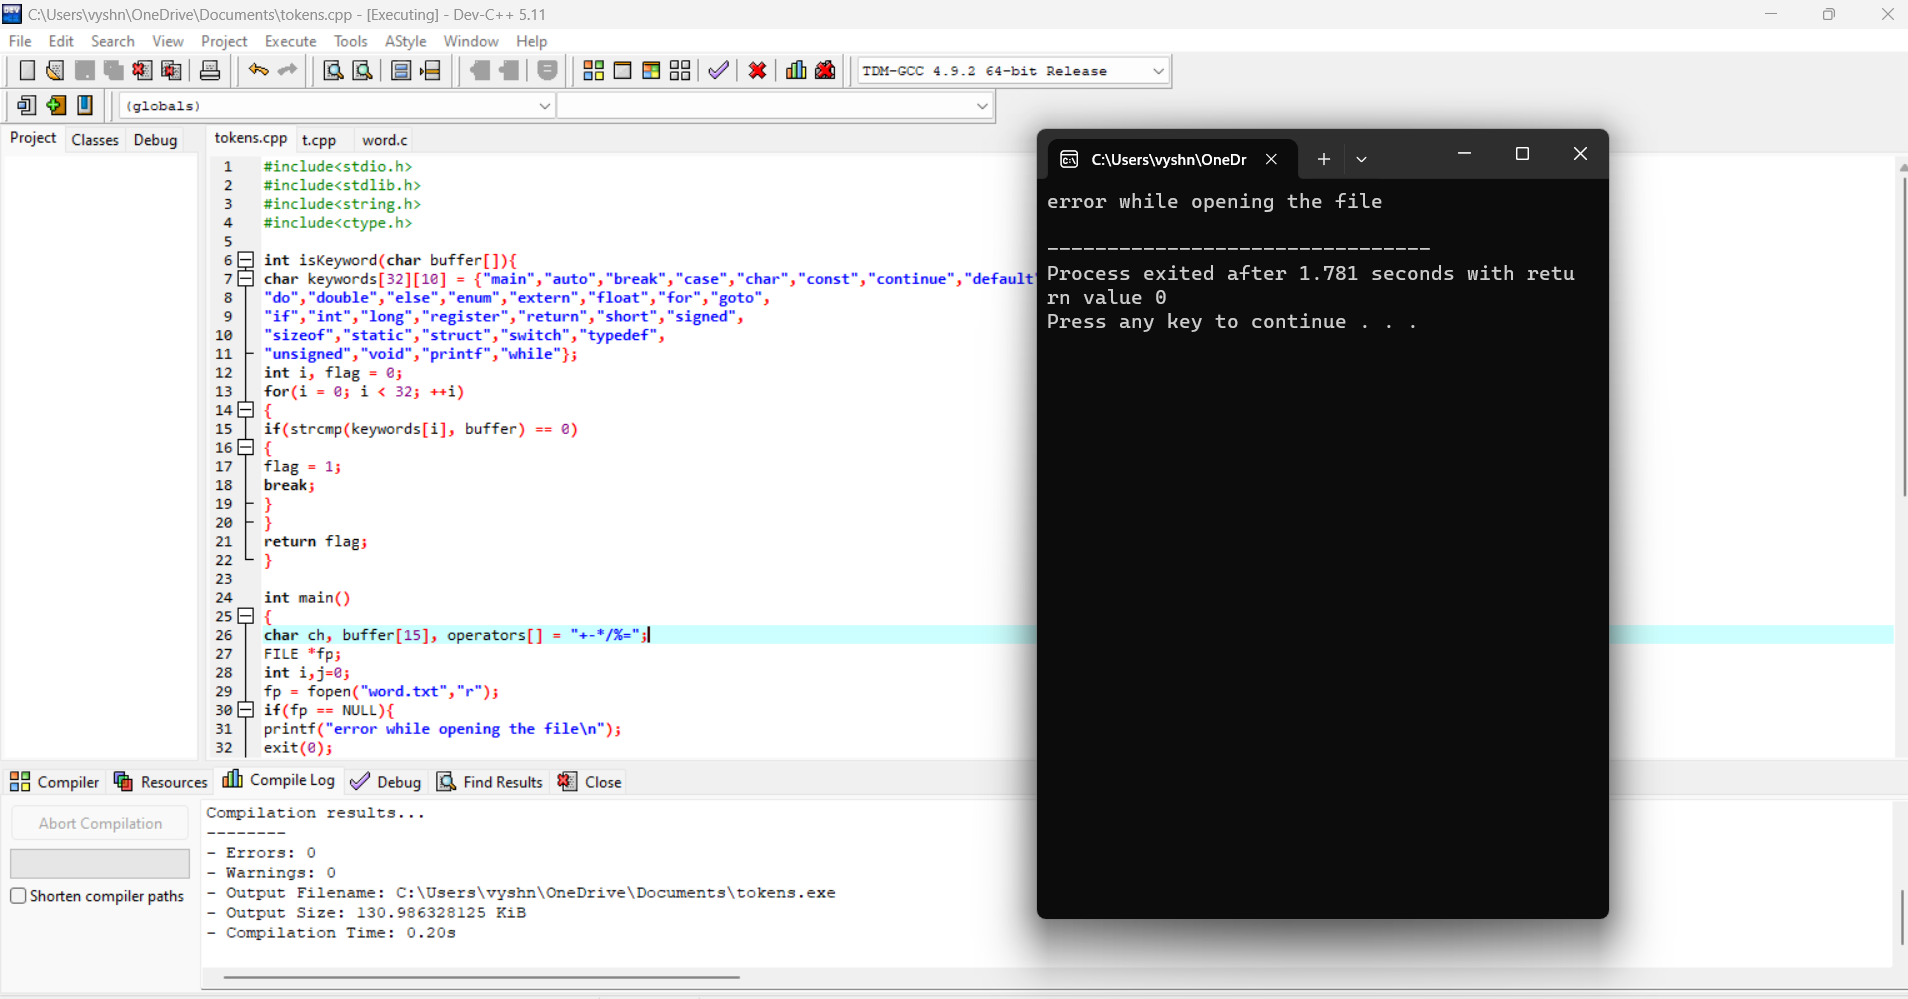 C:\Users\vyshn\OneDrive\Documents\tokens.cpp - [Executing] - Dev-C++ 5.11
File Edit Search View Project Execute Tools AStyle Window Help
TDM-GCC 4.9.2 64-bit Release
(globals)
Project Classes Debug
tokens.cpp t.cpp word.c
1 #include<stdio.h>
2 #include<stdlib.h>
3 #include<string.h>
4 #include<ctype.h>
5
6 int isKeyword(char buffer[]){
7 char keywords[32][10] = {"main","auto","break","case","char","const","continue","default"
8 "do","double","else","enum","extern","float","for","goto",
9 "if","int","long","register","return","short","signed",
10 "sizeof","static","struct","switch","typedef",
11 "unsigned","void","printf","while"};
12 int i, flag = 0;
13 for(i = 0; i < 32; ++i)
14 {
15 if(strcmp(keywords[i], buffer) == 0)
16 {
17 flag = 1;
18 break;
19 }
20 }
21 return flag;
22 }
23
24 int main()
25 {
26 char ch, buffer[15], operators[] = "+-*/%=";
27 FILE *fp;
28 int i,j=0;
29 fp = fopen("word.txt","r");
30 if(fp == NULL){
31 printf("error while opening the file\n");
32 exit(0);
C:\Users\vyshn\OneDr
error while opening the file
--------------------------------
Process exited after 1.781 seconds with retu
rn value 0
Press any key to continue . . .
Compiler Resources Compile Log Debug Find Results Close
Abort Compilation
Shorten compiler paths
Compilation results...
--------
- Errors: 0
- Warnings: 0
- Output Filename: C:\Users\vyshn\OneDrive\Documents\tokens.exe
- Output Size: 130.986328125 KiB
- Compilation Time: 0.20s